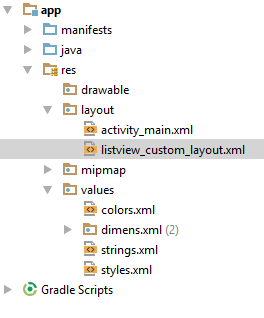 app
manifests
java
res
drawable
layout
activity_main.xml
listview_custom_layout.xml
mipmap
values
colors.xml
dimens.xml (2)
strings.xml
styles.xml
Gradle Scripts